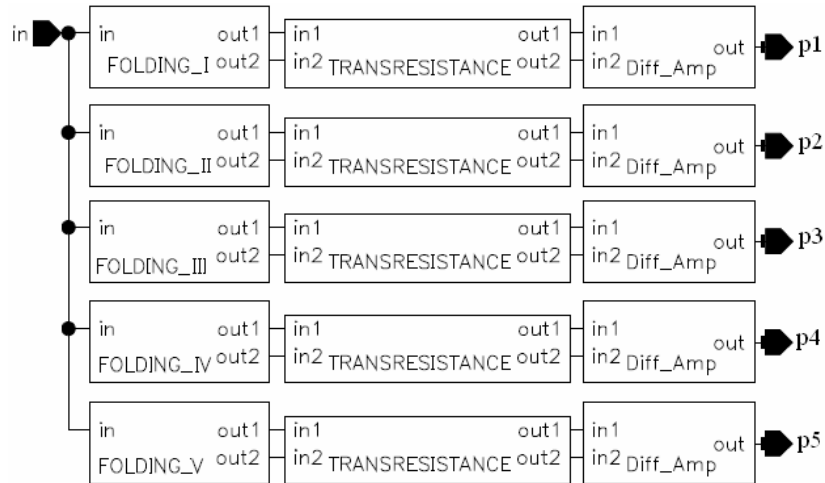 in in out1 in1 out1 in1 out p1
FOLDING_I out2 in2 TRANSRESISTANCE out2 in2 Diff_Amp
in out1 in1 out1 in1 out p2
FOLDING_II out2 in2 TRANSRESISTANCE out2 in2 Diff_Amp
in out1 in1 out1 in1 out p3
FOLDING_III out2 in2 TRANSRESISTANCE out2 in2 Diff_Amp
in out1 in1 out1 in1 out p4
FOLDING_IV out2 in2 TRANSRESISTANCE out2 in2 Diff_Amp
in out1 in1 out1 in1 out p5
FOLDING_V out2 in2 TRANSRESISTANCE out2 in2 Diff_Amp